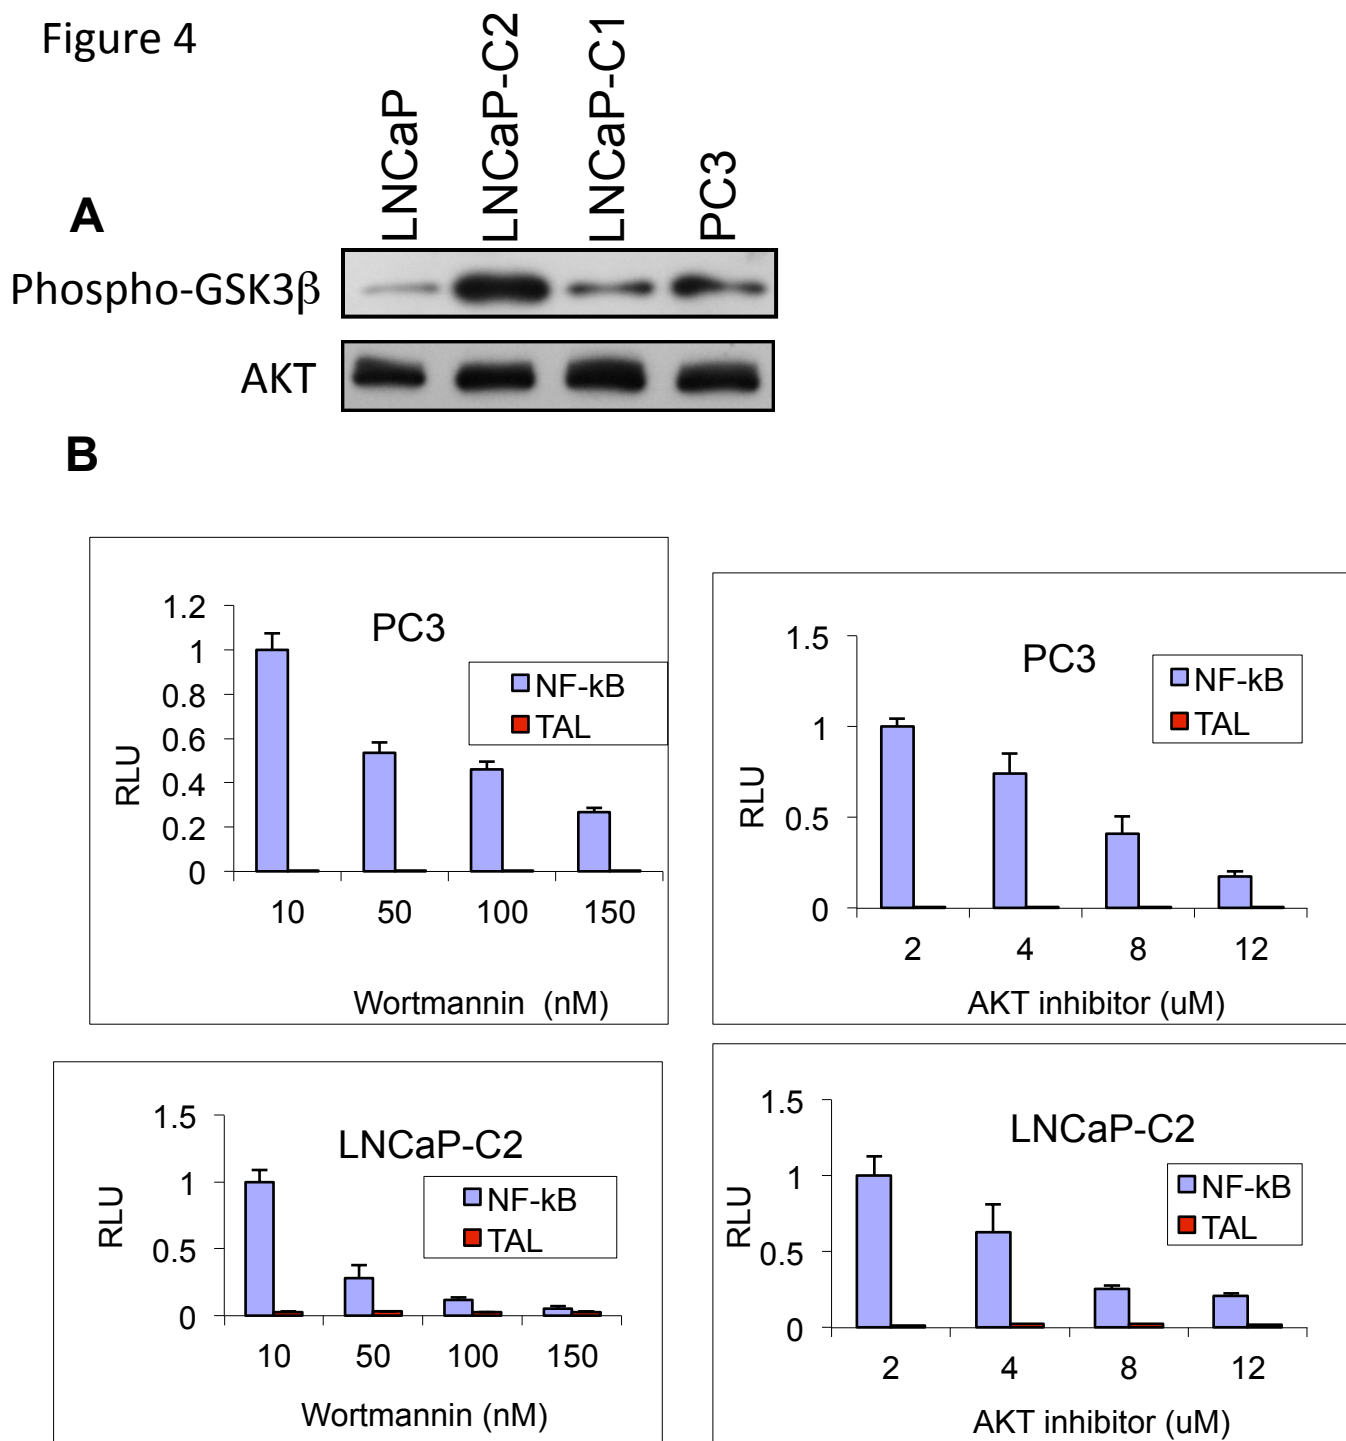 Figure 4
LNCaP
LNCaP-C2
LNCaP-C1
PC3
A
Phospho-GSK3β
AKT
B
PC3
1.2
1
0.8
0.6
0.4
0.2
0
RLU
NF-kB
TAL
10 50 100 150
Wortmannin (nM)
PC3
1.5
1
0.5
0
RLU
NF-kB
TAL
2 4 8 12
AKT inhibitor (uM)
LNCaP-C2
1.5
1
0.5
0
RLU
NF-kB
TAL
10 50 100 150
Wortmannin (nM)
LNCaP-C2
1.5
1
0.5
0
RLU
NF-kB
TAL
2 4 8 12
AKT inhibitor (uM)